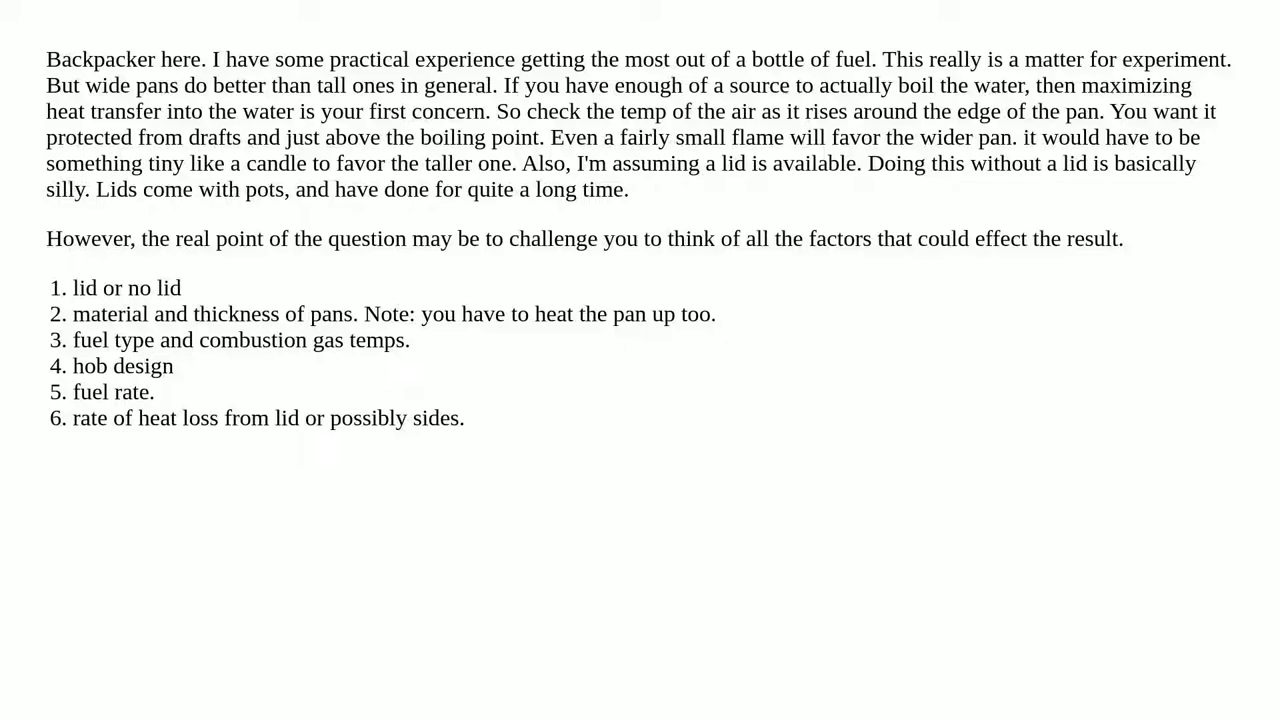 Backpacker here. I have some practical experience getting the most out of a bottle of fuel. This really is a matter for experiment.
But wide pans do better than tall ones in general. If you have enough of a source to actually boil the water, then maximizing
heat transfer into the water is your first concern. So check the temp of the air as it rises around the edge of the pan. You want it
protected from drafts and just above the boiling point. Even a fairly small flame will favor the wider pan. it would have to be
something tiny like a candle to favor the taller one. Also, I'm assuming a lid is available. Doing this without a lid is basically
silly. Lids come with pots, and have done for quite a long time.
However, the real point of the question may be to challenge you to think of all the factors that could effect the result.
1. lid or no lid
2. material and thickness of pans. Note: you have to heat the pan up too.
3. fuel type and combustion gas temps.
4. hob design
5. fuel rate.
6. rate of heat loss from lid or possibly sides.